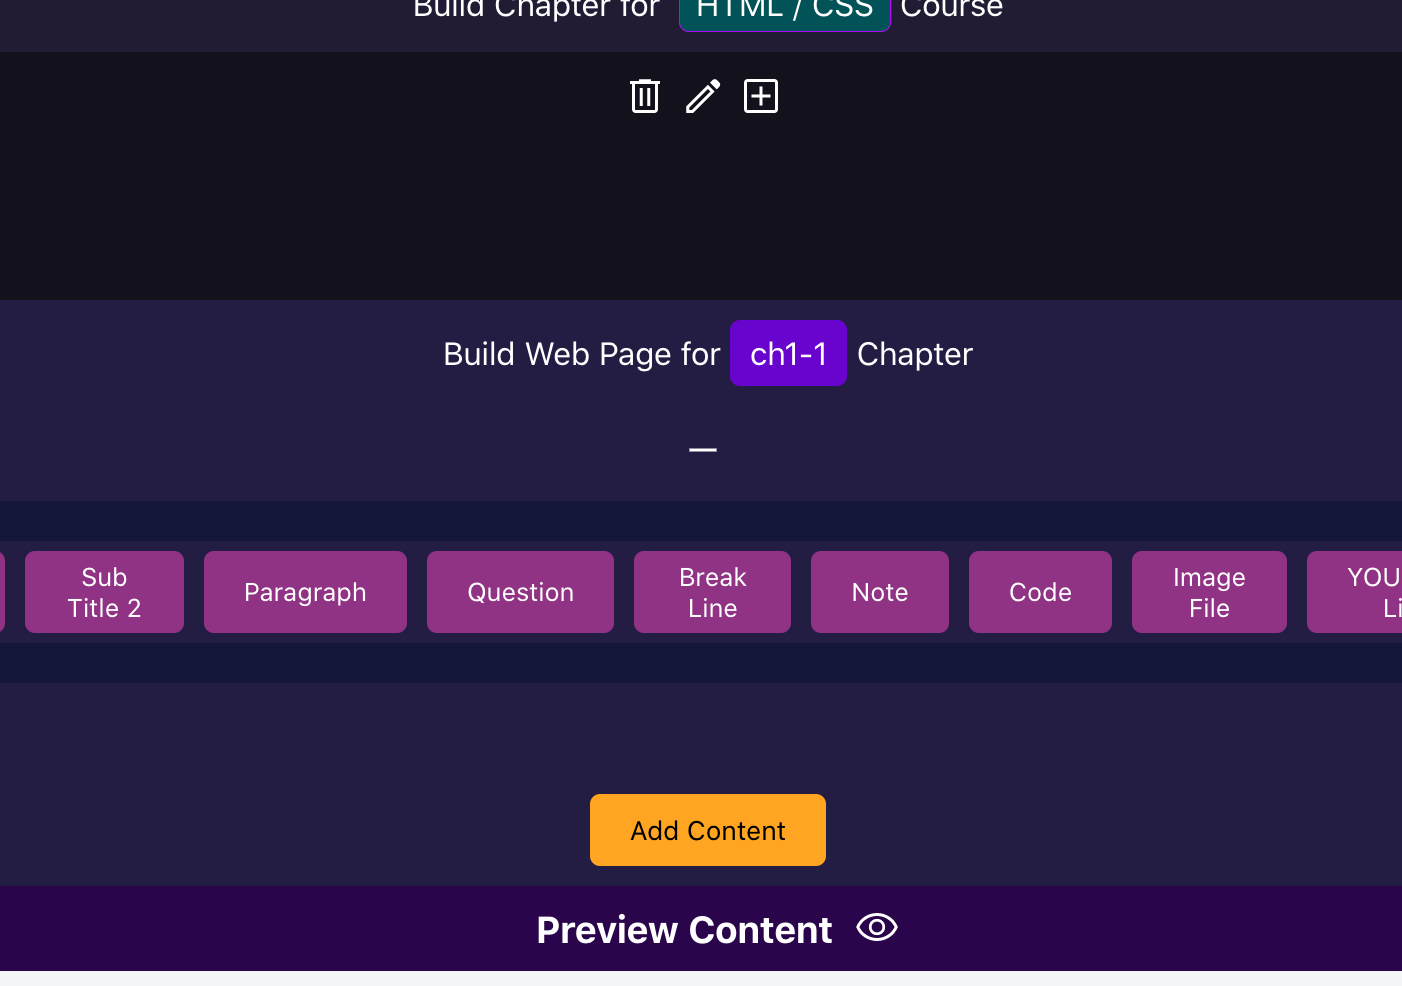 Build Chapter for HTML / CSS Course
Build Web Page for ch1-1 Chapter
Sub
Title 2
Paragraph
Question
Break
Line
Note
Code
Image
File
YOU
Li
Add Content
Preview Content